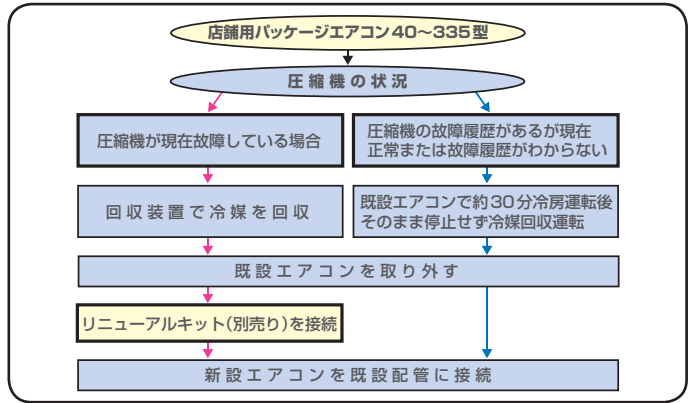 店舗用パッケージエアコン40〜335型
圧縮機の状況
圧縮機が現在故障している場合
圧縮機の故障履歴があるが現在
正常または故障履歴がわからない
回収装置で冷媒を回収
既設エアコンで約30分冷房運転後
そのまま停止せず冷媒回収運転
既設エアコンを取り外す
リニューアルキット(別売り)を接続
新設エアコンを既設配管に接続